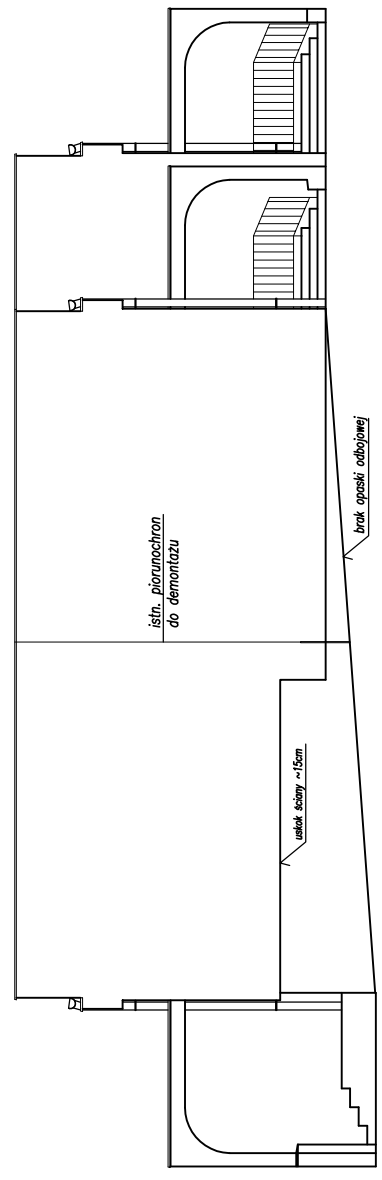 istn. piorunochron
do demontażu
brak opaski odbojowej
uskok ściany ~15cm